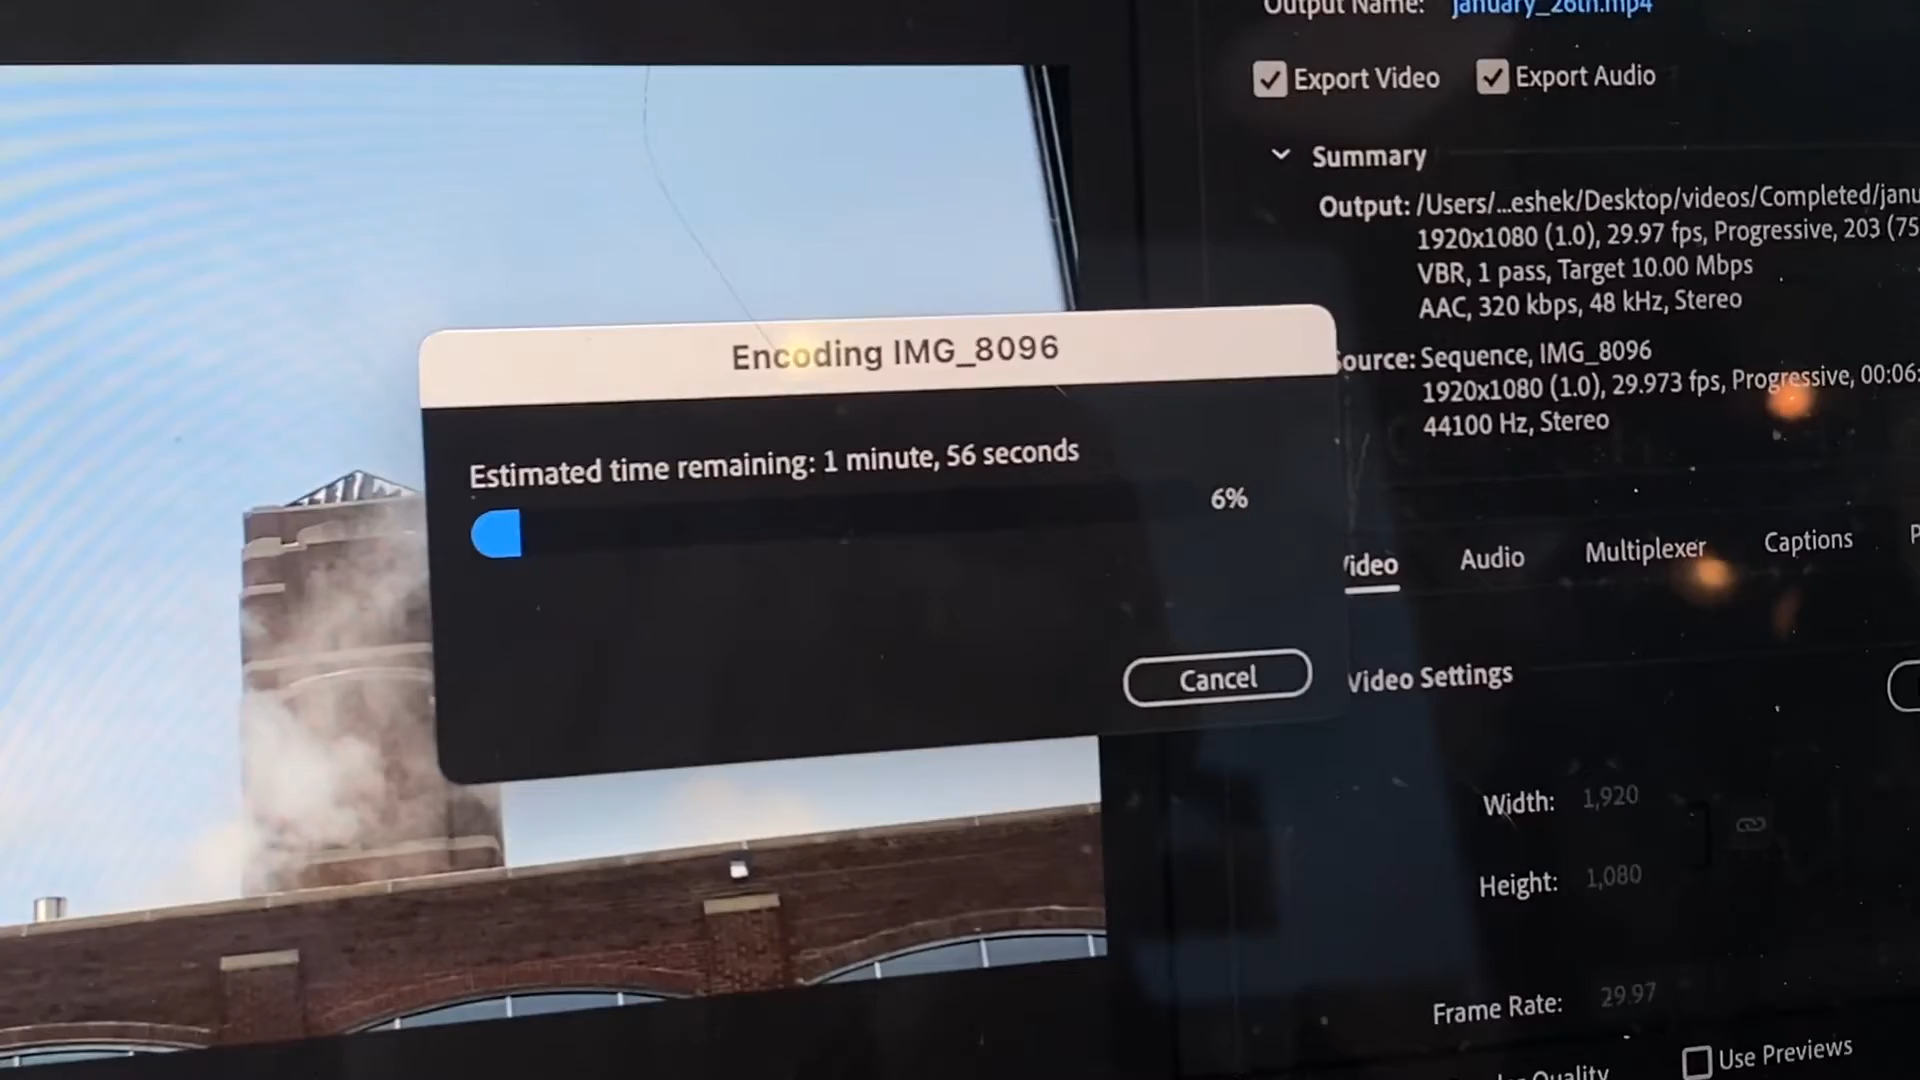 Output Name: january_26th.mp4
Export Video
Export Audio
Summary
Output: /Users/...eshek/Desktop/videos/Completed/janu
1920x1080 (1.0), 29.97 fps, Progressive, 203 (75
VBR, 1 pass, Target 10.00 Mbps
AAC, 320 kbps, 48 kHz, Stereo
Source: Sequence, IMG_8096
1920x1080 (1.0), 29.973 fps, Progressive, 00:06:
44100 Hz, Stereo
Encoding IMG_8096
Estimated time remaining: 1 minute, 56 seconds
6%
Cancel
Video Audio Multiplexer Captions P
Video Settings
Width: 1,920
Height: 1,080
Frame Rate: 29.97
Quality
Use Previews